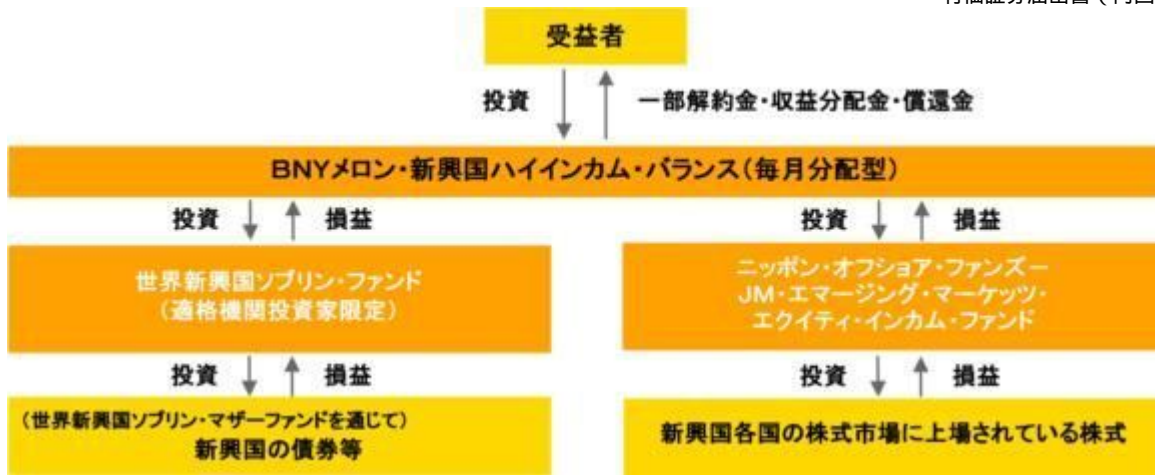 受益者
投資
一部解約金・収益分配金・償還金
BNYメロン・新興国ハイインカム・バランス(毎月分配型)
投資 損益
投資 損益
世界新興国ソブリン・ファンド
(適格機関投資家限定)
ニッポン・オフショア・ファンズ－
JM・エマージング・マーケッツ・
エクイティ・インカム・ファンド
投資 損益
投資 損益
(世界新興国ソブリン・マザーファンドを通じて)
新興国の債券等
新興国各国の株式市場に上場されている株式